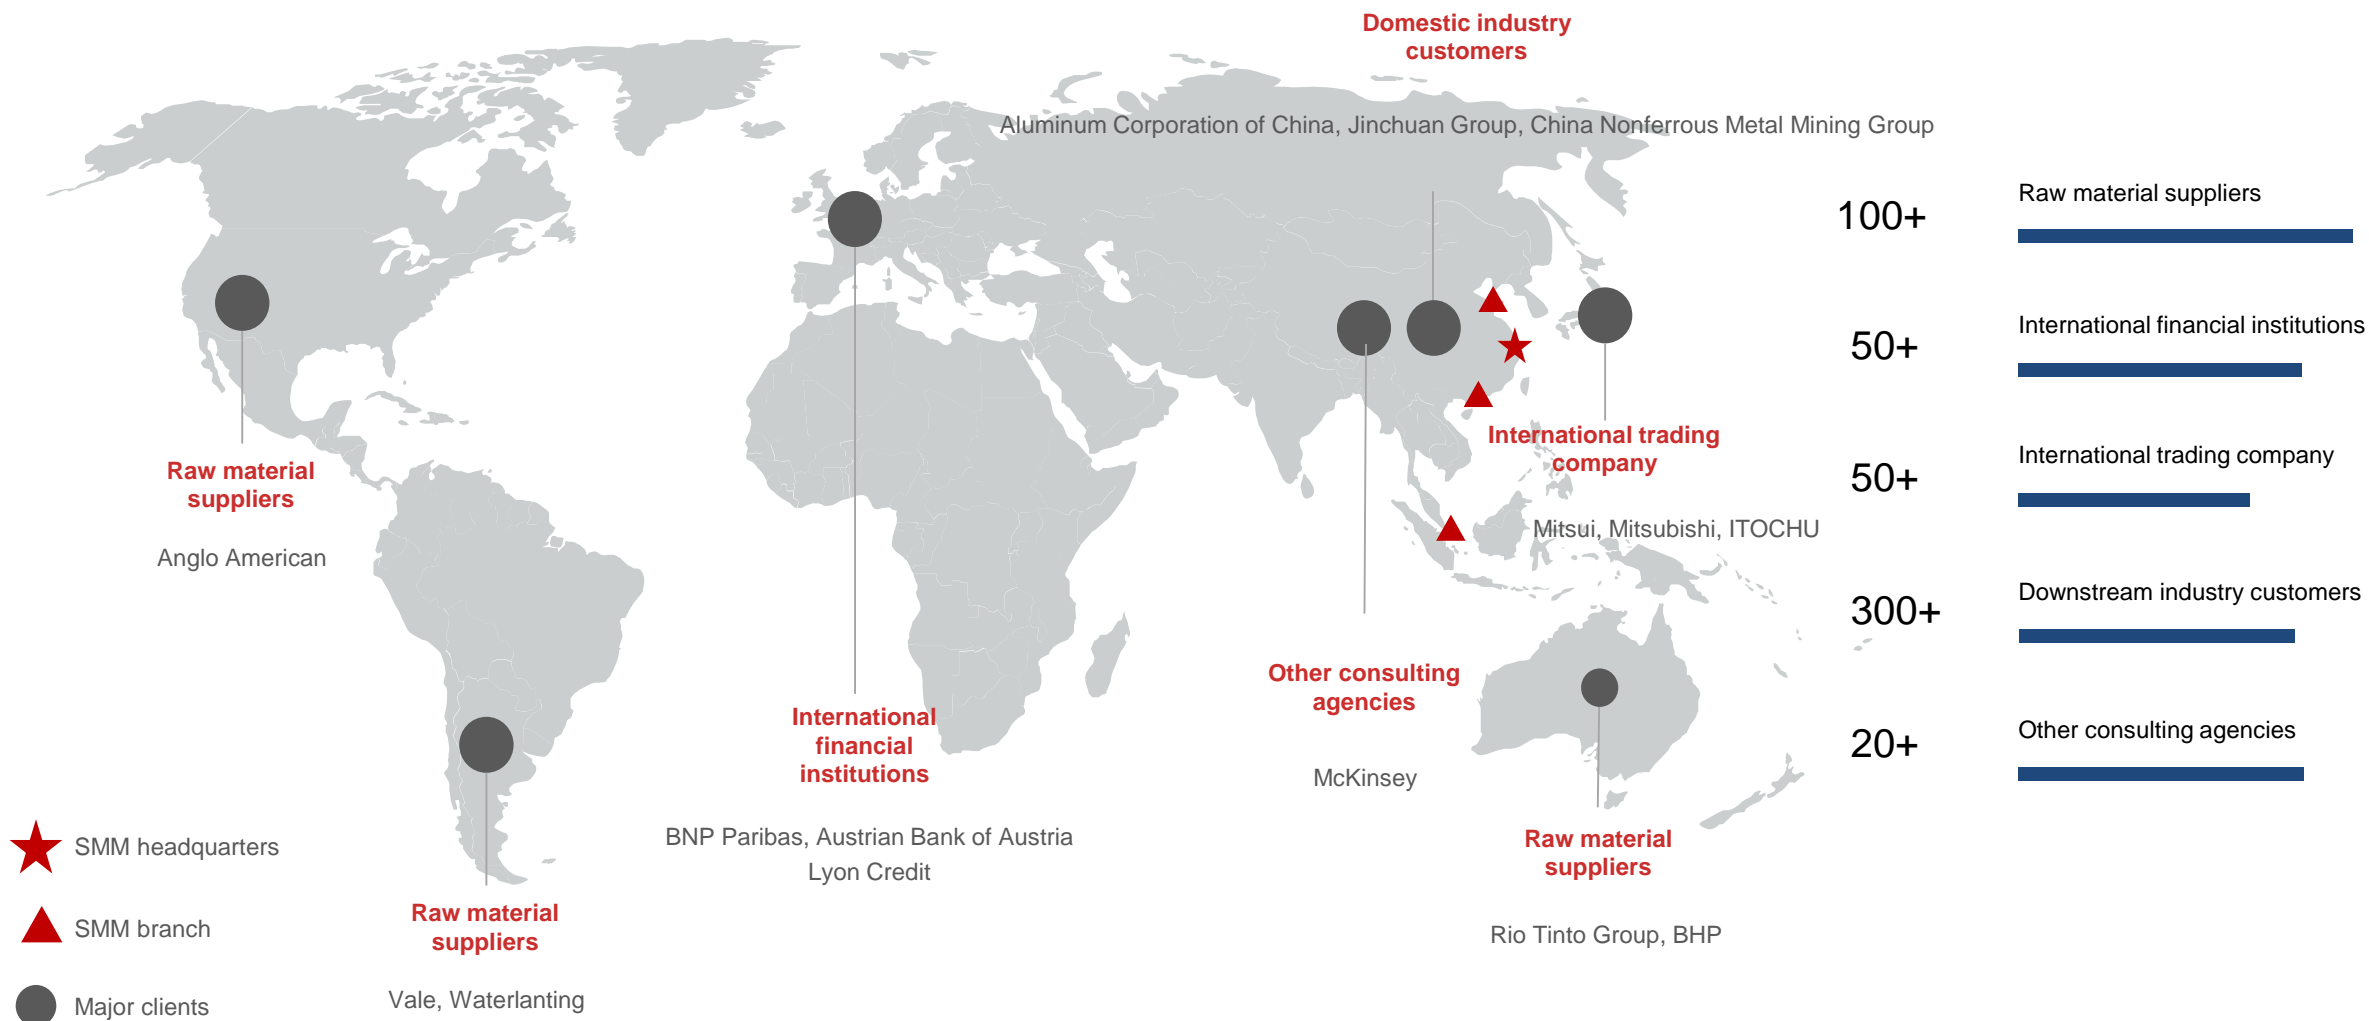 Domestic industry
customers
Aluminum Corporation of China, Jinchuan Group, China Nonferrous Metal Mining Group
Raw material
suppliers
Anglo American
International
financial
institutions
BNP Paribas, Austrian Bank of Austria
Lyon Credit
International trading
company
Mitsui, Mitsubishi, ITOCHU
Other consulting
agencies
McKinsey
Raw material
suppliers
Rio Tinto Group, BHP
Raw material
suppliers
Vale, Waterlanting
SMM headquarters
SMM branch
Major clients
100+
Raw material suppliers
50+
International financial institutions
50+
International trading company
300+
Downstream industry customers
20+
Other consulting agencies